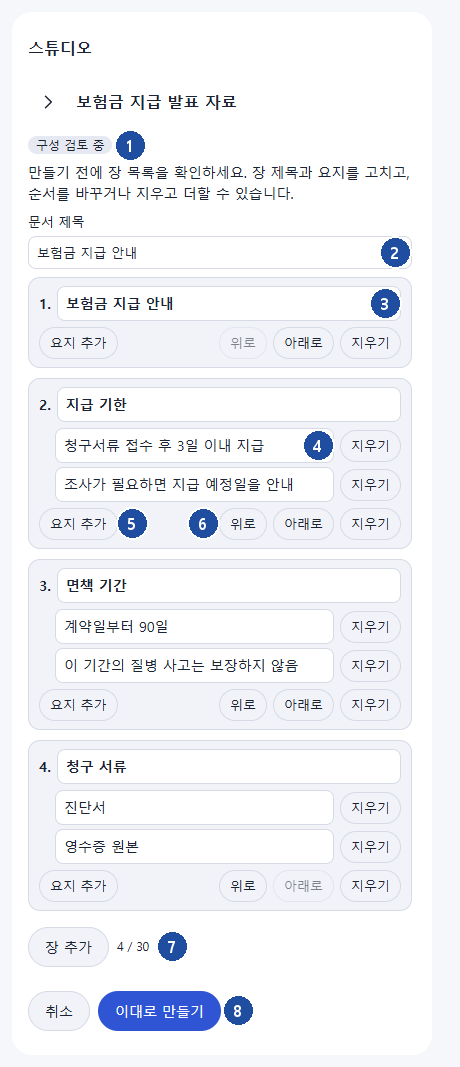 스튜디오
보험금 지급 발표 자료
구성 검토 중 1
만들기 전에 장 목록을 확인하세요. 장 제목과 요지를 고치고,
순서를 바꾸거나 지우고 더할 수 있습니다.
문서 제목
보험금 지급 안내 2
1. 보험금 지급 안내 3
요지 추가 위로 아래로 지우기
2. 지급 기한
청구서류 접수 후 3일 이내 지급 4 지우기
조사가 필요하면 지급 예정일을 안내 지우기
요지 추가 5 6 위로 아래로 지우기
3. 면책 기간
계약일부터 90일 지우기
이 기간의 질병 사고는 보장하지 않음 지우기
요지 추가 위로 아래로 지우기
4. 청구 서류
진단서 지우기
영수증 원본 지우기
요지 추가 위로 아래로 지우기
장 추가 4 / 30 7
취소 이대로 만들기 8